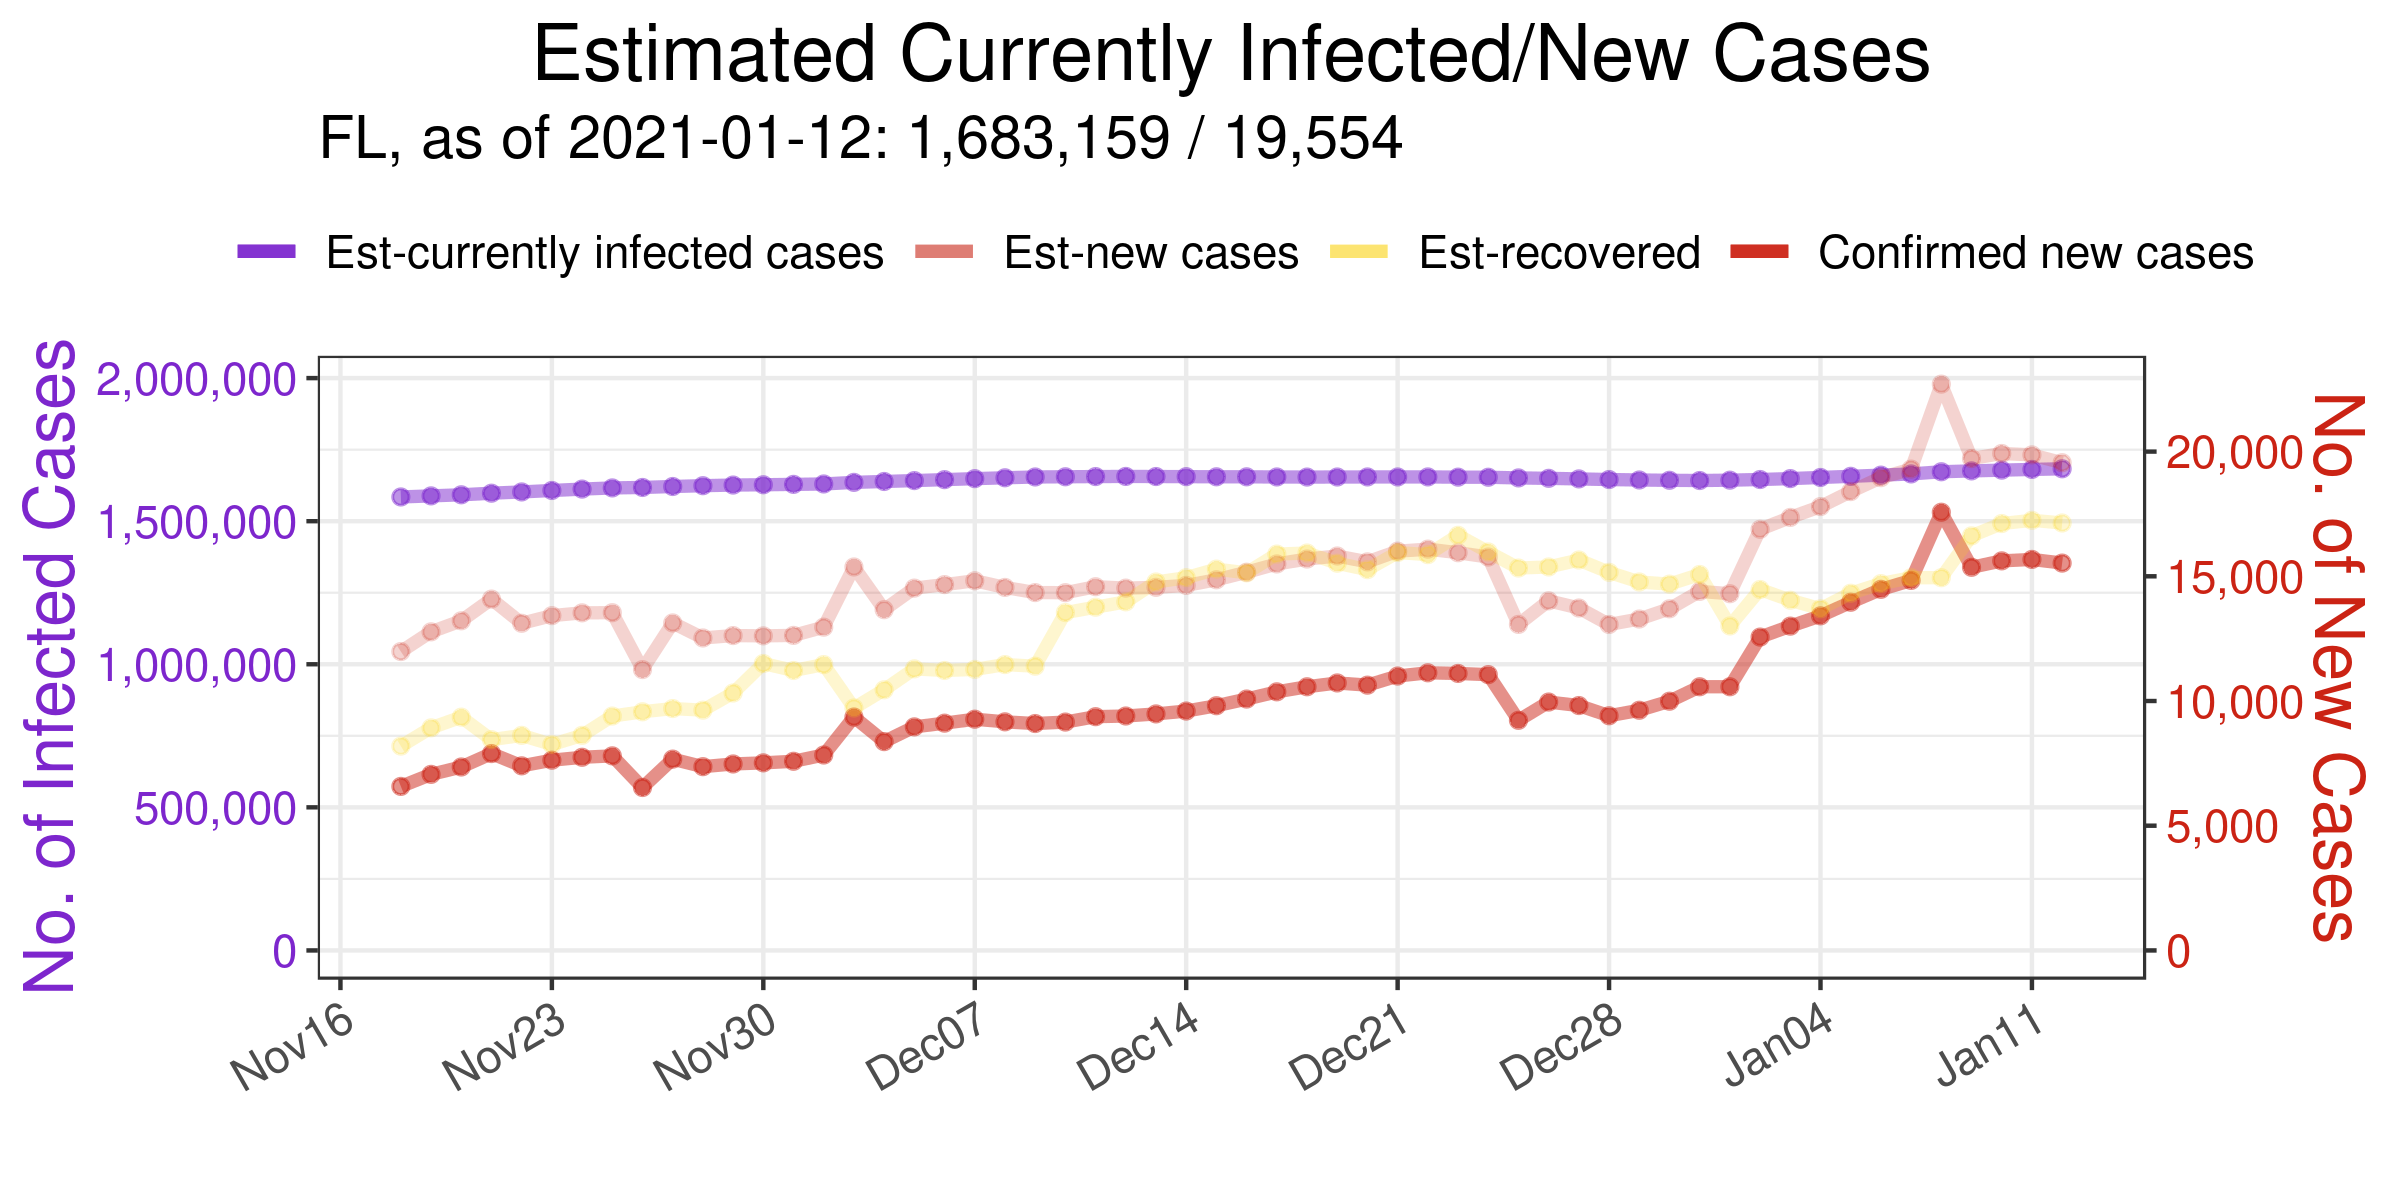 Estimated Currently Infected/New Cases
FL, as of 2021-01-12: 1,683,159 / 19,554
Est-currently infected cases Est-new cases Est-recovered Confirmed new cases
No. of Infected Cases
2,000,000
1,500,000
1,000,000
500,000
0
20,000
15,000
10,000
5,000
0
No. of New Cases
Nov16 Nov23 Nov30 Dec07 Dec14 Dec21 Dec28 Jan04 Jan11